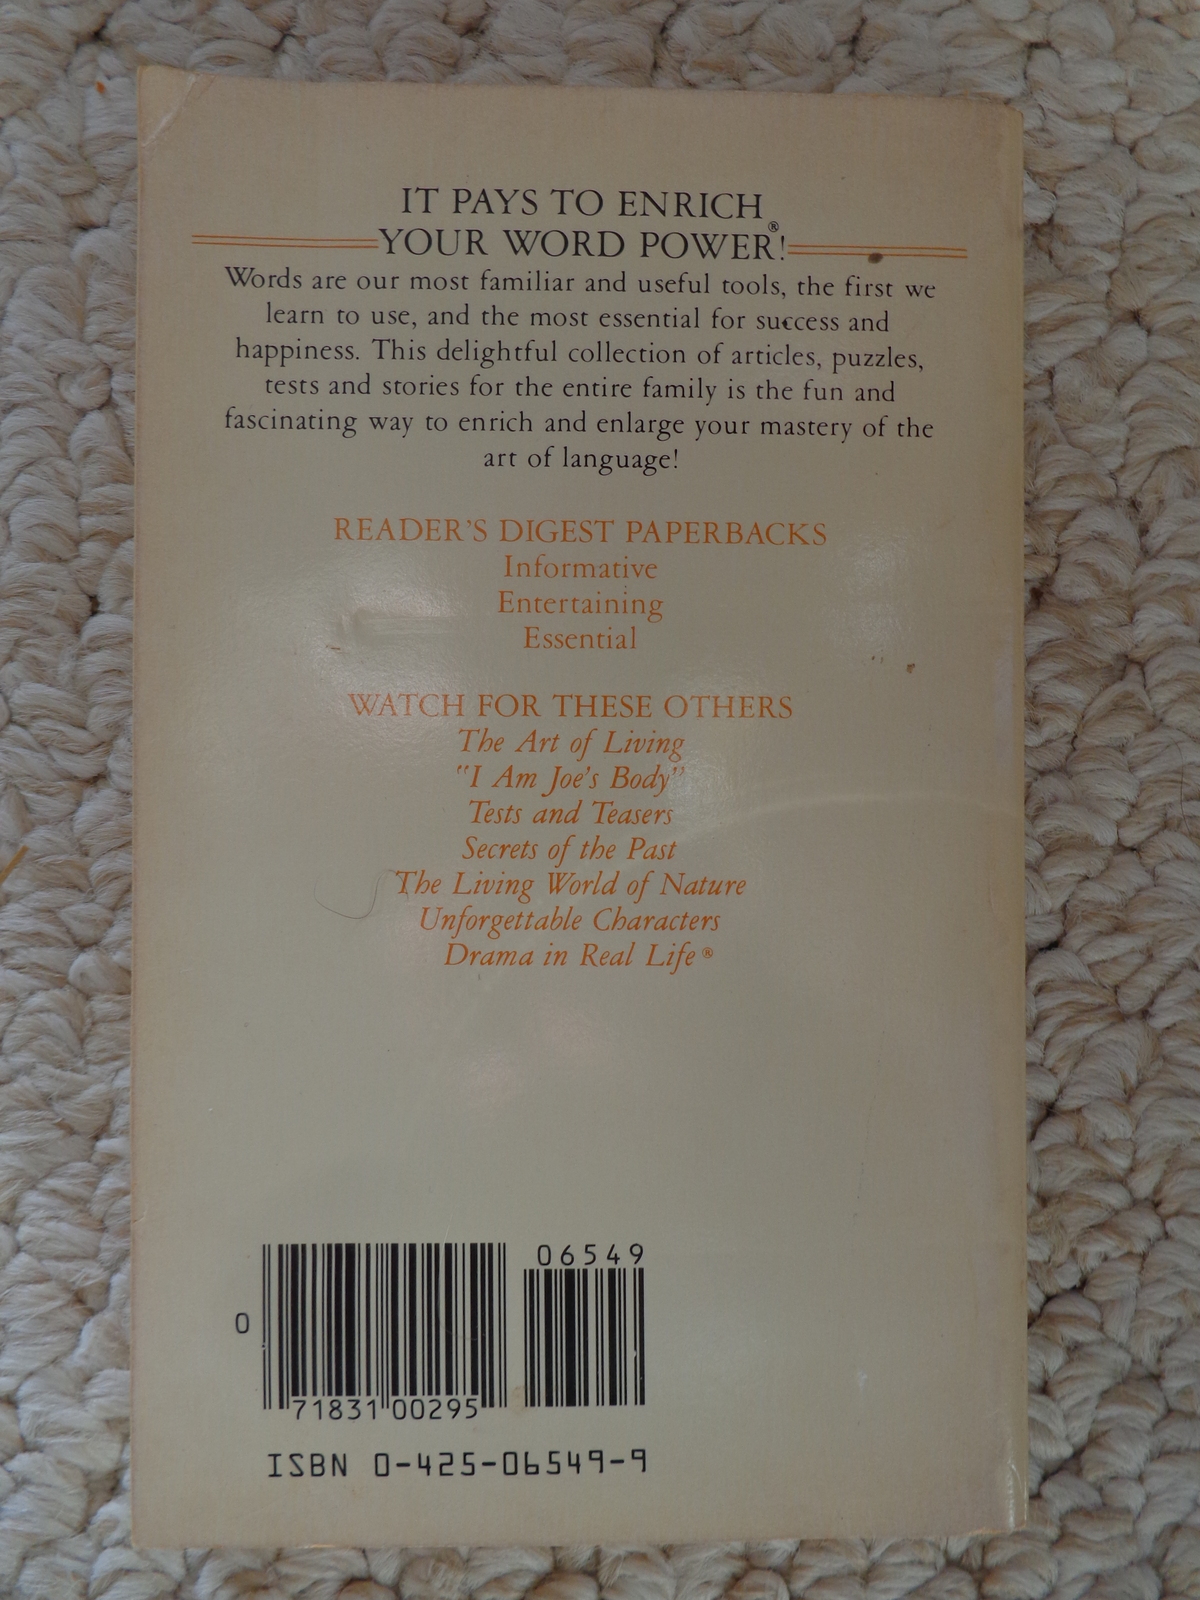 IT PAYS TO ENRICH
YOUR WORD POWER®!
Words are our most familiar and useful tools, the first we
learn to use, and the most essential for success and
happiness. This delightful collection of articles, puzzles,
tests and stories for the entire family is the fun and
fascinating way to enrich and enlarge your mastery of the
art of language!
READER'S DIGEST PAPERBACKS
Informative
Entertaining
Essential
WATCH FOR THESE OTHERS
The Art of Living
"I Am Joe's Body"
Tests and Teasers
Secrets of the Past
The Living World of Nature
Unforgettable Characters
Drama in Real Life®
06549
0
71831 00295
ISBN 0-425-06549-9